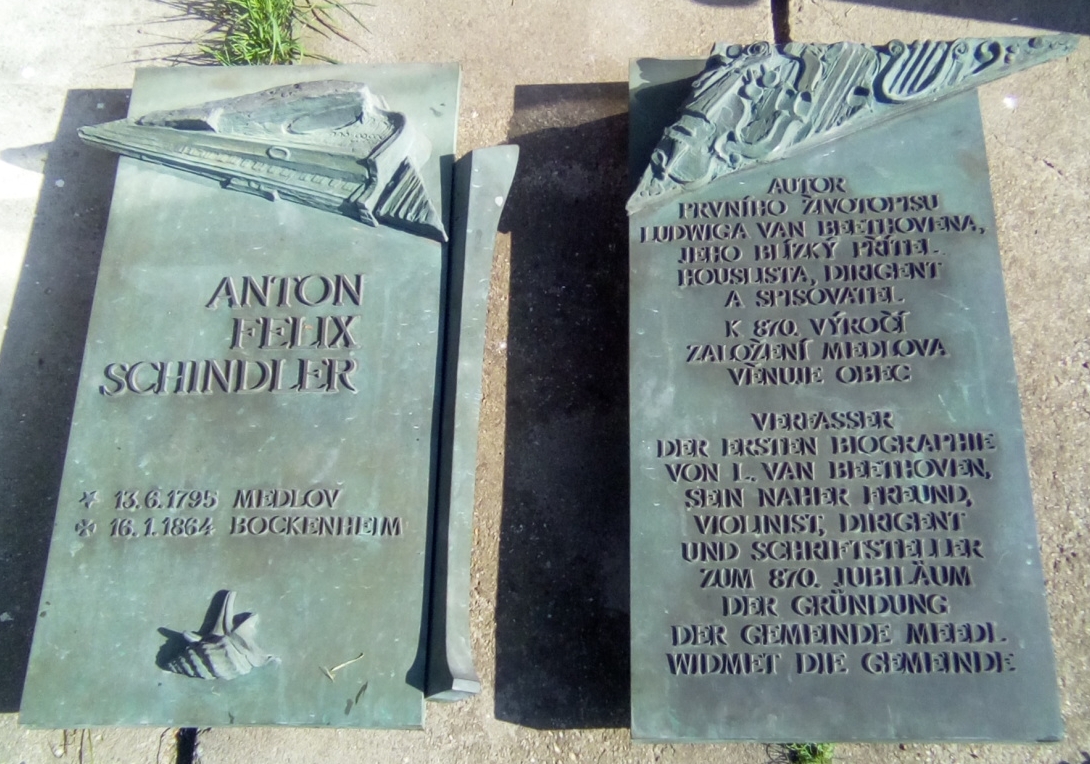 ANTON
FELIX
SCHINDLER
* 13.6.1795 MEDLOV
16.1.1864 BOCKENHEIM
AUTOR
PRVNÍHO ŽIVOTOPISU
LUDWIGA VAN BEETHOVENA,
JEHO BLÍZKÝ PŘÍTEL.
HOUSLISTA, DIRIGENT
A SPISOVATEL
K 870. VÝROČÍ
ZALOŽENÍ MEDLOVA
VĚNUJE OBEC
VERFASSER
DER ERSTEN BIOGRAPHIE
VON L. VAN BEETHOVEN,
SEIN NAHER FREUND,
VIOLINIST, DIRIGENT
UND SCHRIFTSTELLER
ZUM 870. JUBILÄUM
DER GRÜNDUNG
DER GEMEINDE MEEDL.
WIDMET DIE GEMEINDE